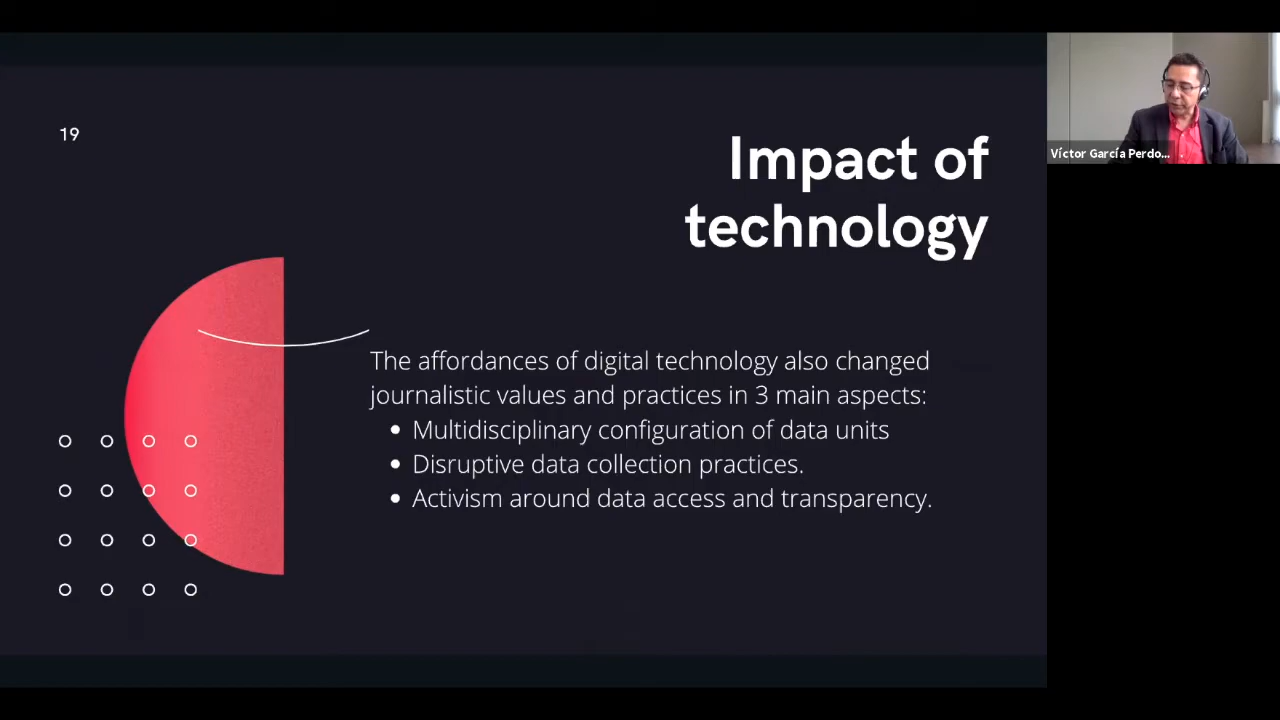 19
Impact of
technology
The affordances of digital technology also changed
journalistic values and practices in 3 main aspects:
• Multidisciplinary configuration of data units
• Disruptive data collection practices.
• Activism around data access and transparency.
Víctor García Perdo...